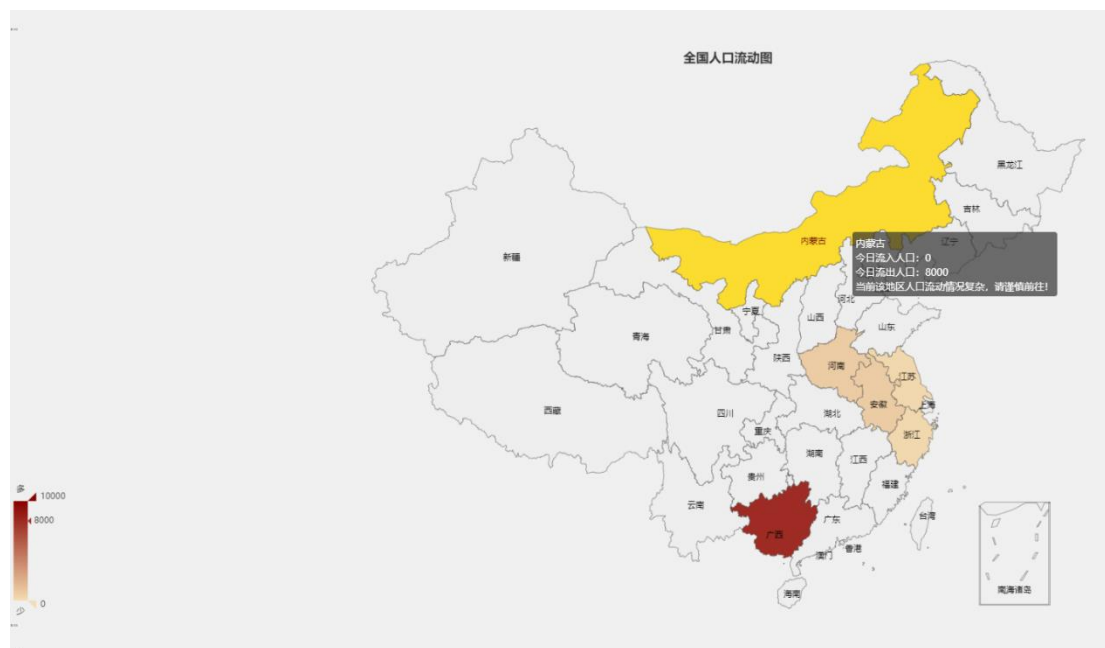 全国人口流动图
黑龙江
吉林
内蒙古
辽宁
内蒙古
今日流入人口：0
今日流出人口：8000
当前该地区人口流动情况复杂，请谨慎前往！
新疆
河北
宁夏
山西
山东
甘肃
青海
陕西
河南
江苏
安徽
上海
西藏
四川
湖北
重庆
浙江
湖南
江西
贵州
福建
多
10000
8000
云南
广东
台湾
广西
香港
澳门
海南
南海诸岛
少
0